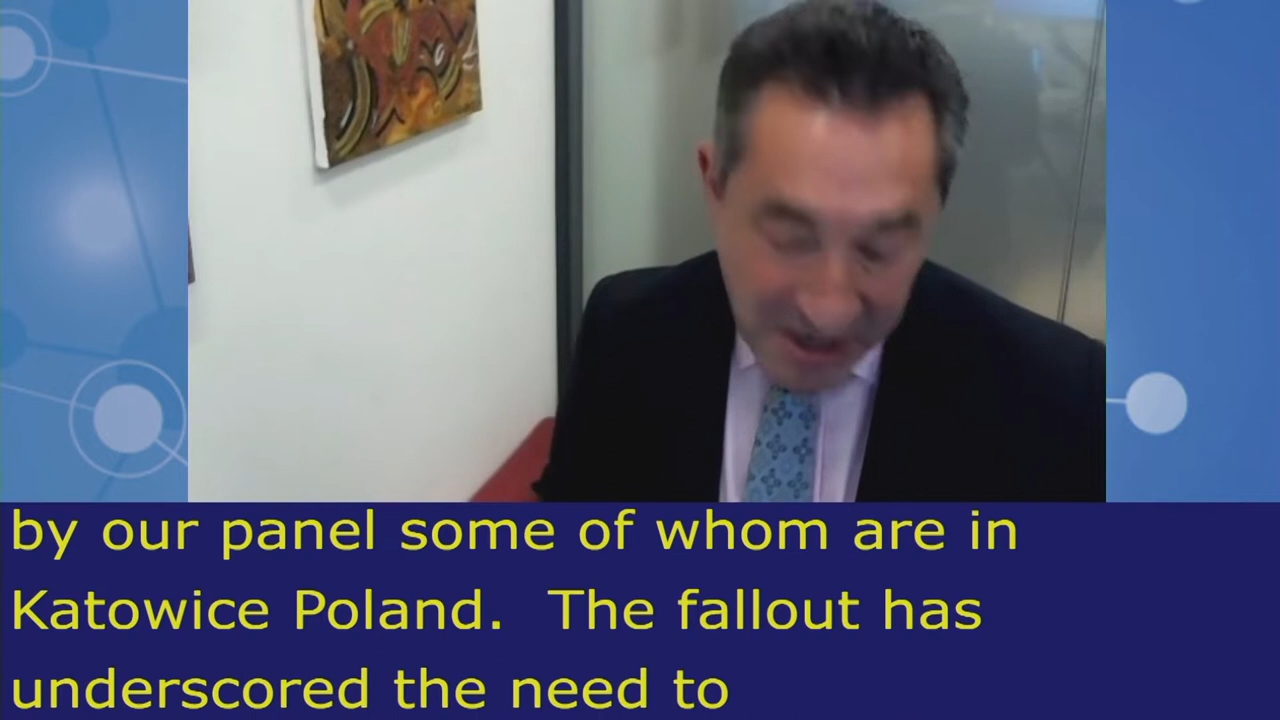 by our panel some of whom are in
Katowice Poland.  The fallout has
underscored the need to